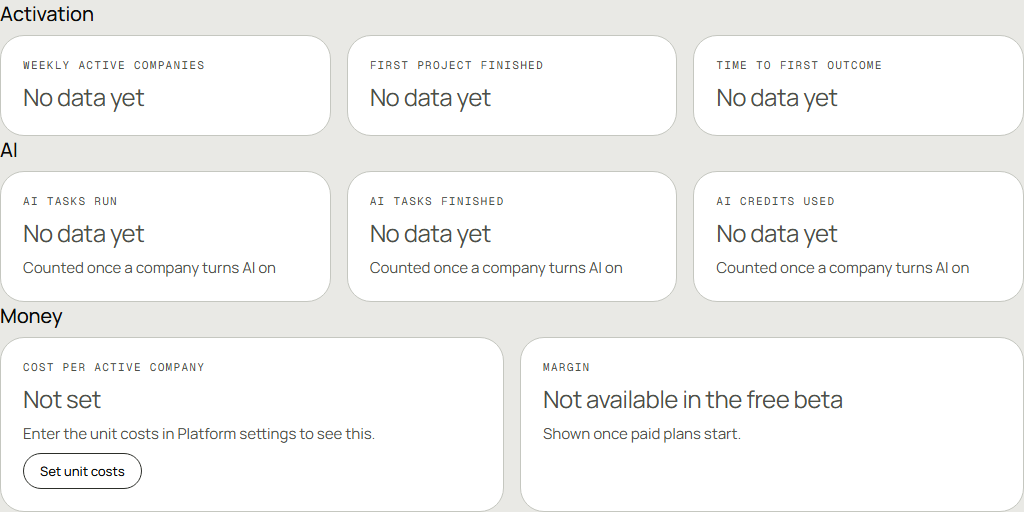 Activation
WEEKLY ACTIVE COMPANIES
No data yet
FIRST PROJECT FINISHED
No data yet
TIME TO FIRST OUTCOME
No data yet
AI
AI TASKS RUN
No data yet
Counted once a company turns AI on
AI TASKS FINISHED
No data yet
Counted once a company turns AI on
AI CREDITS USED
No data yet
Counted once a company turns AI on
Money
COST PER ACTIVE COMPANY
Not set
Enter the unit costs in Platform settings to see this.
Set unit costs
MARGIN
Not available in the free beta
Shown once paid plans start.